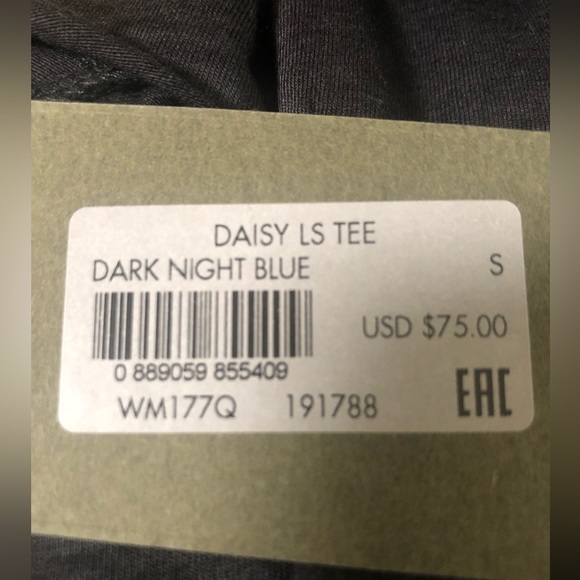 DAISY LS TEE
DARK NIGHT BLUE S
USD $75.00
0 889059 855409
WM177Q 191788 EAC